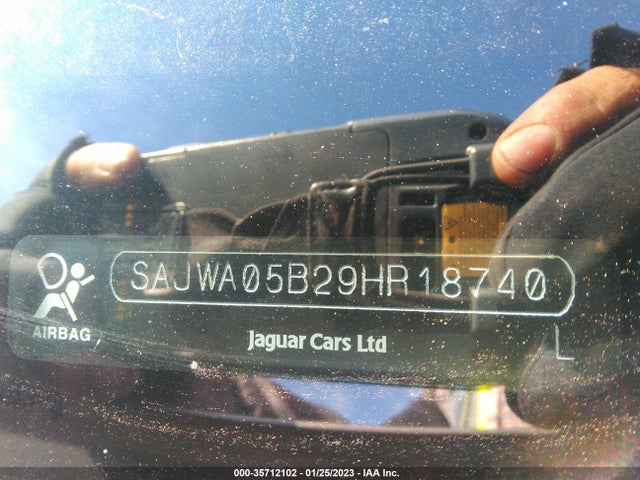 SAJWA05B29HR18740
AIRBAG
Jaguar Cars Ltd
L
000-35712102 - 01/25/2023 - IAA Inc.